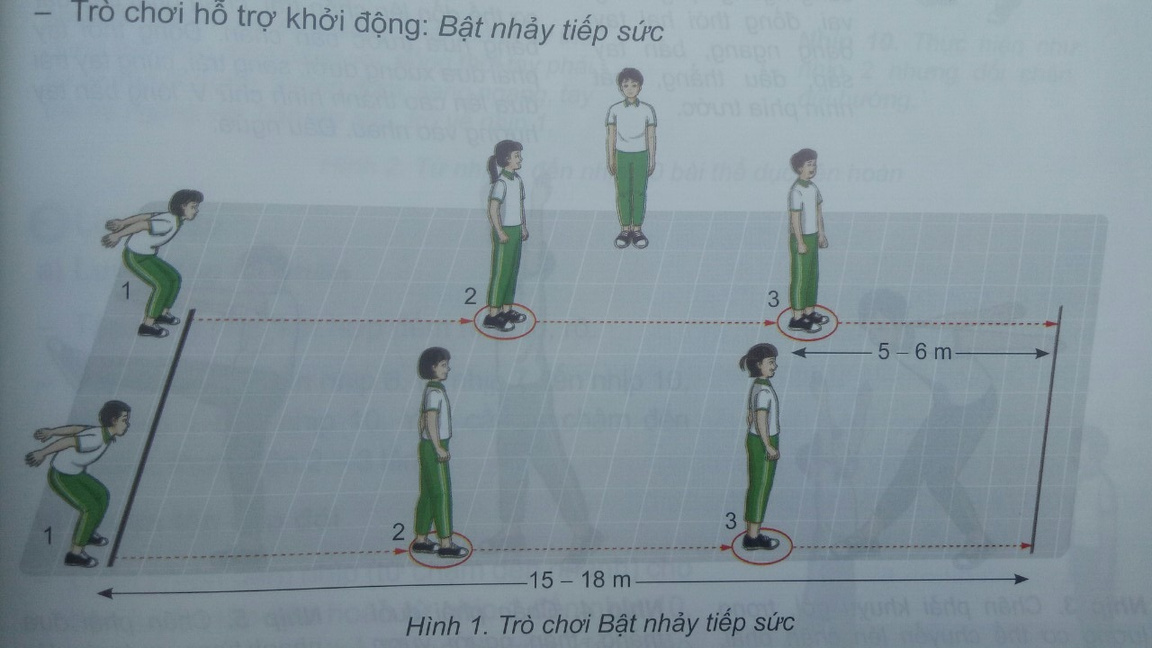 – Trò chơi hỗ trợ khởi động: Bật nhảy tiếp sức
1
2
3
5 – 6 m
1
2
3
15 – 18 m
Hình 1. Trò chơi Bật nhảy tiếp sức